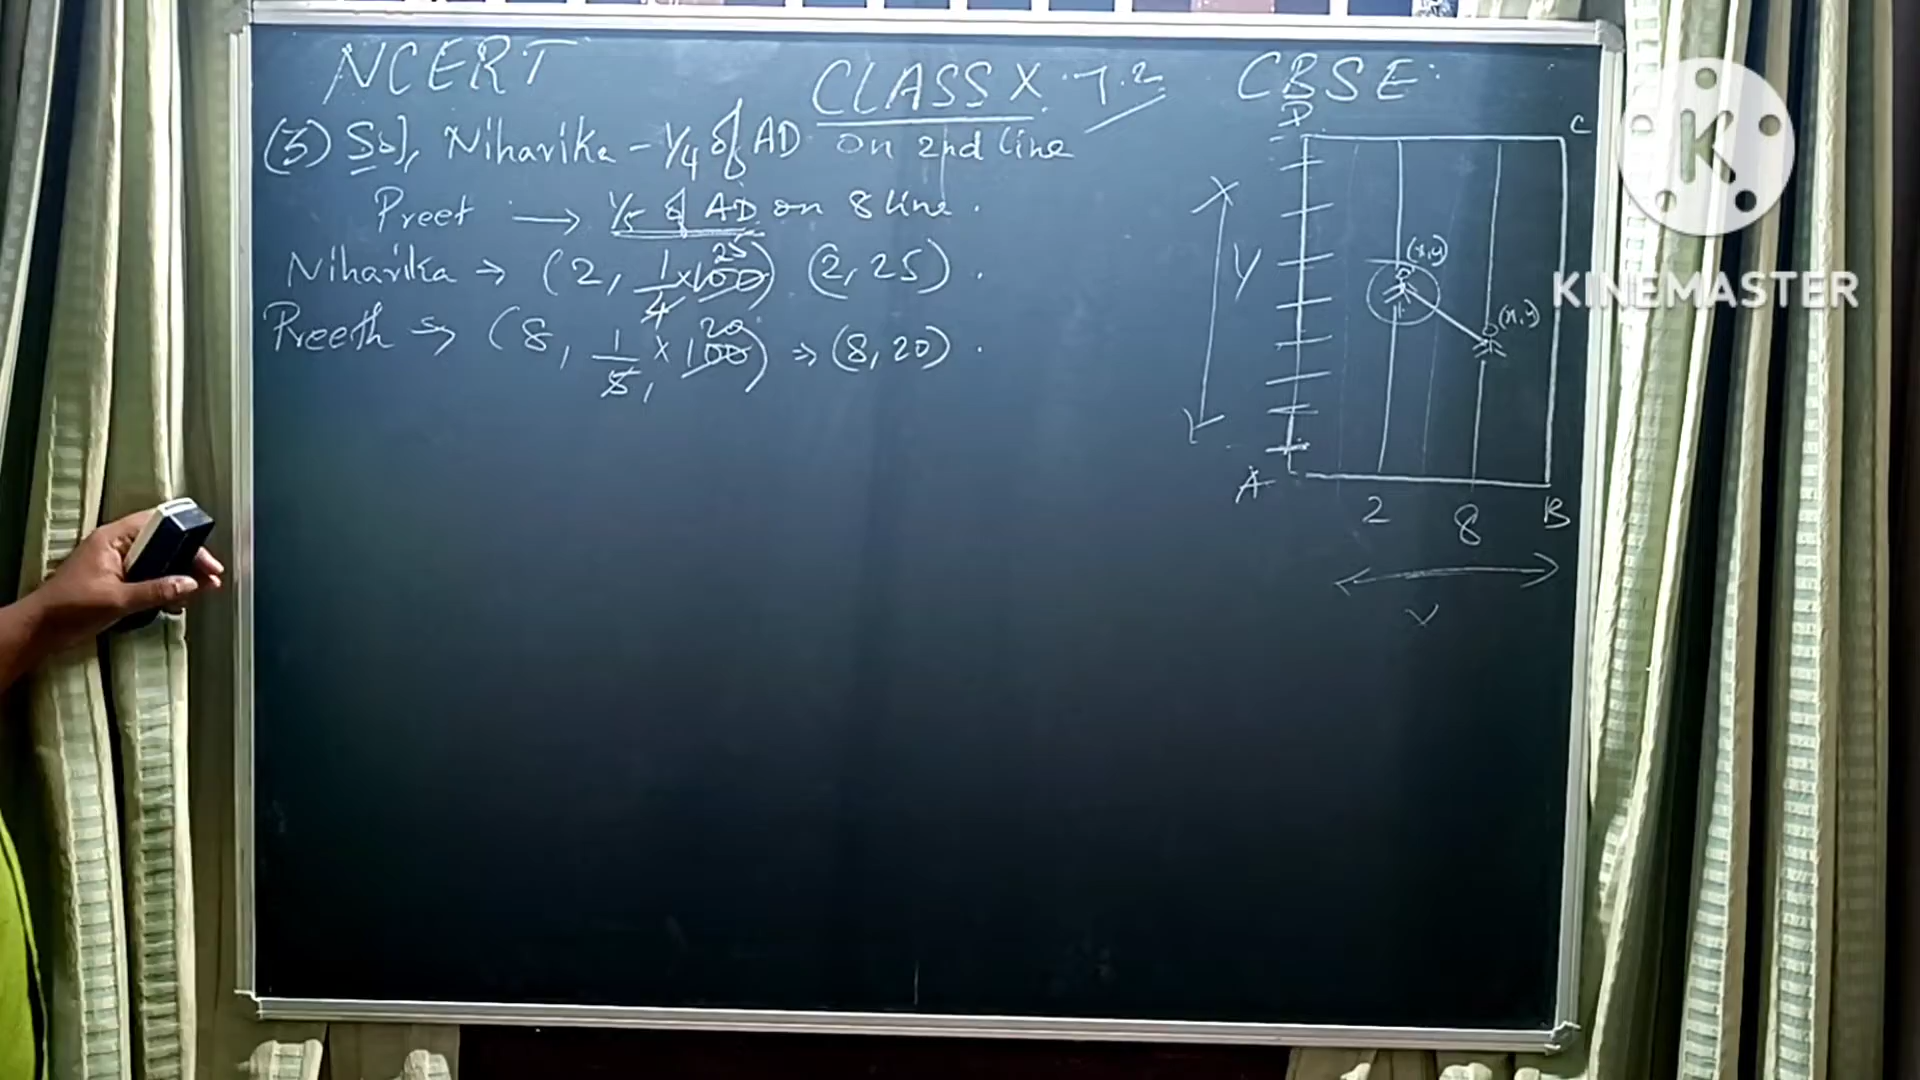 NCERT CLASS X 7.2 CBSE
(3) Sol, Niharika - 1/4 of AD on 2nd line
Preet → 1/5 of AD on 8 line.
Niharika → (2, 1/4 × 100) 25 (2, 25).
Preeth → (8, 1/5 × 100) 20 ⇒ (8, 20).
D C
X
Y
(x,y)
(x,y)
A 2 8 B
K
KINEMASTER